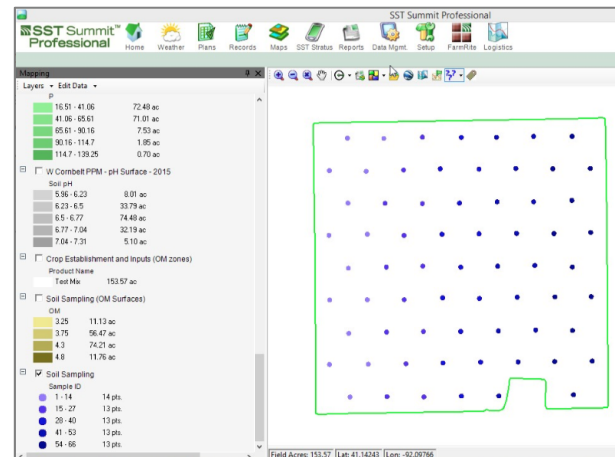 SST Summit Professional
SST Summit™
Professional
Home
Weather
Plans
Records
Maps
SST Status
Reports
Data Mgmt.
Setup
FarmRite
Logistics
Mapping
Layers
Edit Data
P
16.51 - 41.06 72.48 ac
41.06 - 65.61 71.01 ac
65.61 - 90.16 7.53 ac
90.16 - 114.7 1.85 ac
114.7 - 139.25 0.70 ac
W Cornbelt PPM - pH Surface - 2015
Soil pH
5.96 - 6.23 8.01 ac
6.23 - 6.5 33.79 ac
6.5 - 6.77 74.48 ac
6.77 - 7.04 32.19 ac
7.04 - 7.31 5.10 ac
Crop Establishment and Inputs (OM zones)
Product Name
Test Mix 153.57 ac
Soil Sampling (OM Surfaces)
OM
3.25 11.13 ac
3.75 56.47 ac
4.3 74.21 ac
4.8 11.76 ac
Soil Sampling
Sample ID
1 - 14 14 pts.
15 - 27 13 pts.
28 - 40 13 pts.
41 - 53 13 pts.
54 - 66 13 pts.
Field Acres: 153.57 Lat: 41.14243 Lon: -92.09766